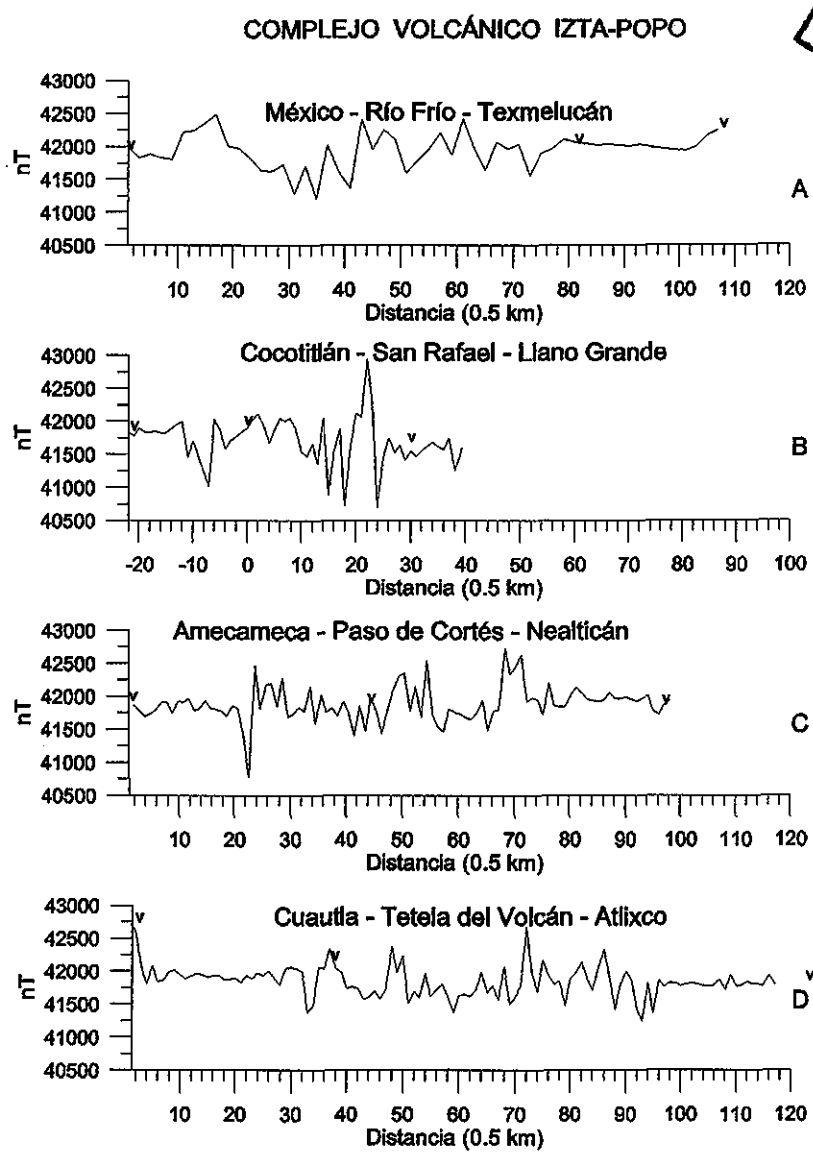 COMPLEJO VOLCÁNICO IZTA-POPO
México - Río Frío - Texmelucán
43000
42500
42000
41500
41000
40500
nT
v
v
v
A
10 20 30 40 50 60 70 80 90 100 110 120
Distancia (0.5 km)
Cocotitlán - San Rafael - Llano Grande
43000
42500
42000
41500
41000
40500
nT
v
v
v
B
-20 -10 0 10 20 30 40 50 60 70 80 90 100
Distancia (0.5 km)
Amecameca - Paso de Cortés - Nealticán
43000
42500
42000
41500
41000
40500
nT
v
v
v
C
10 20 30 40 50 60 70 80 90 100 110 120
Distancia (0.5 km)
Cuautla - Tetela del Volcán - Atlixco
43000
42500
42000
41500
41000
40500
nT
v
v
v
D
10 20 30 40 50 60 70 80 90 100 110 120
Distancia (0.5 km)